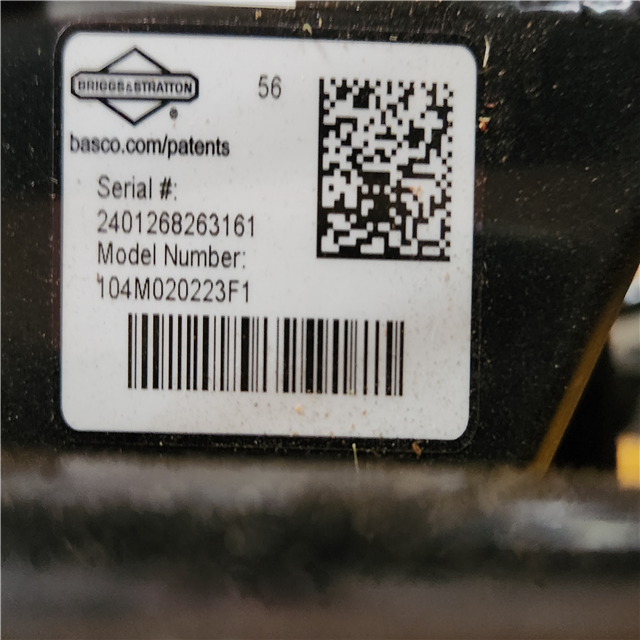 BRIGGS&STRATTON
®
56
basco.com/patents
Serial #:
2401268263161
Model Number:
104M020223F1